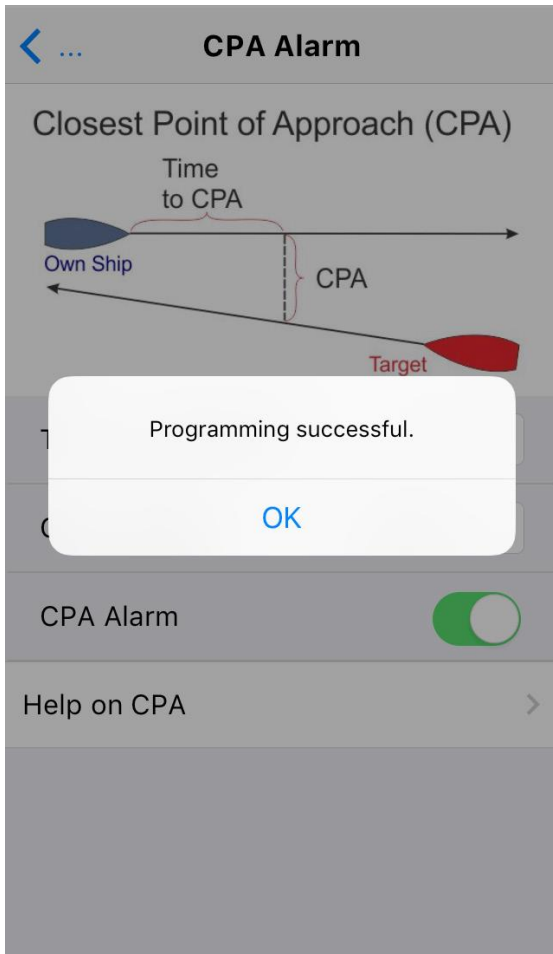 ...
CPA Alarm
Closest Point of Approach (CPA)
Time
to CPA
Own Ship
CPA
Target
Programming successful.
OK
CPA Alarm
Help on CPA